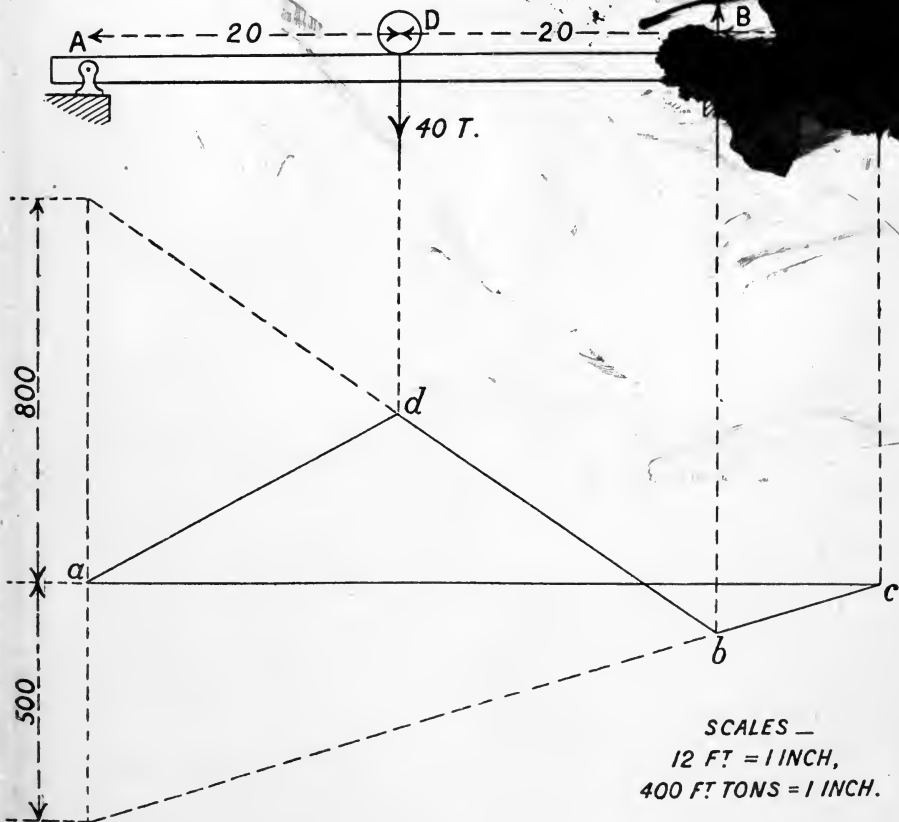 A 20 D 20 B
40 T.
800
d
a
c
b
500
SCALES _
12 FT = 1 INCH,
400 FT TONS = 1 INCH.